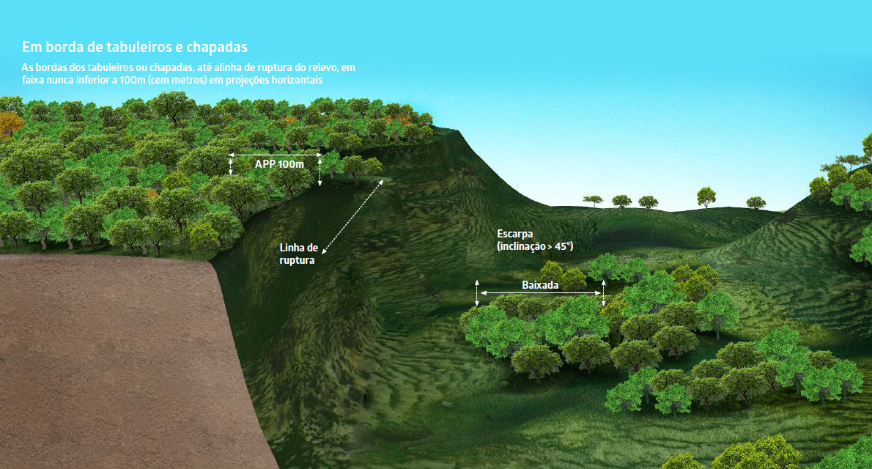 Em borda de tabuleiros e chapadas
As bordas dos tabuleiros ou chapadas, até alinha de ruptura do relevo, em
faixa nunca inferior a 100m (cem metros) em projeções horizontais
APP 100m
Linha de
ruptura
Escarpa
(inclinação > 45°)
Baixada